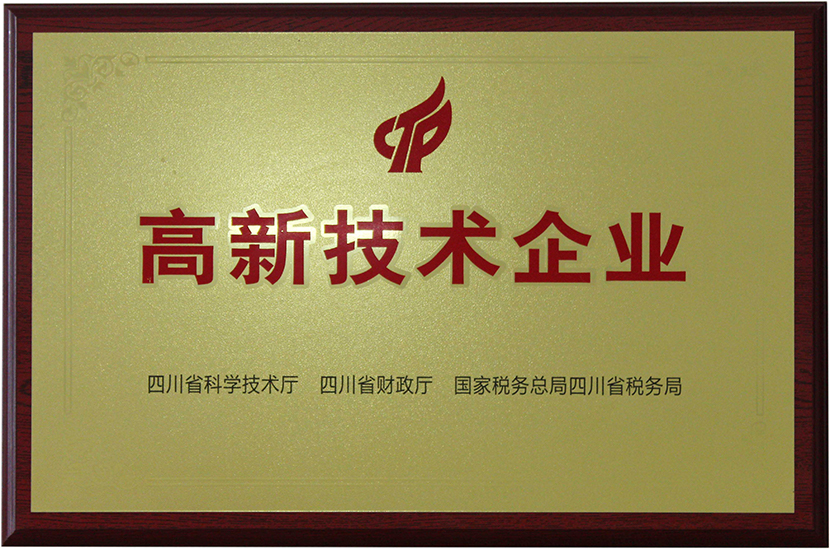 CTP
高新技术企业
四川省科学技术厅 四川省财政厅 国家税务总局四川省税务局